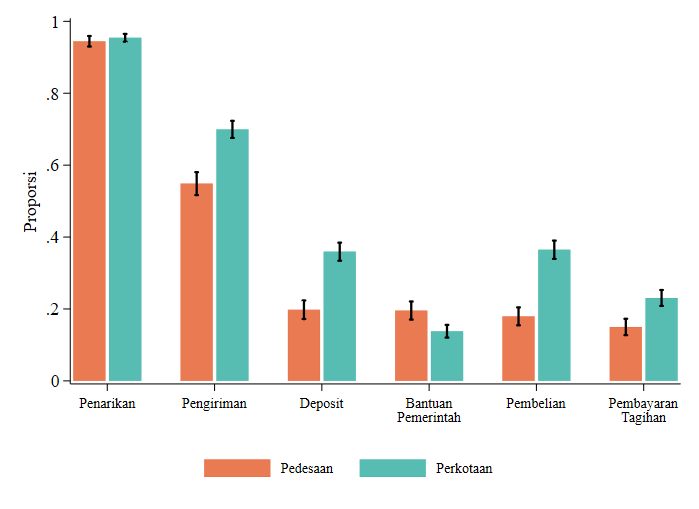 1
.8
.6
.4
.2
0
Proporsi
Penarikan
Pengiriman
Deposit
Bantuan
Pemerintah
Pembelian
Pembayaran
Tagihan
Pedesaan
Perkotaan